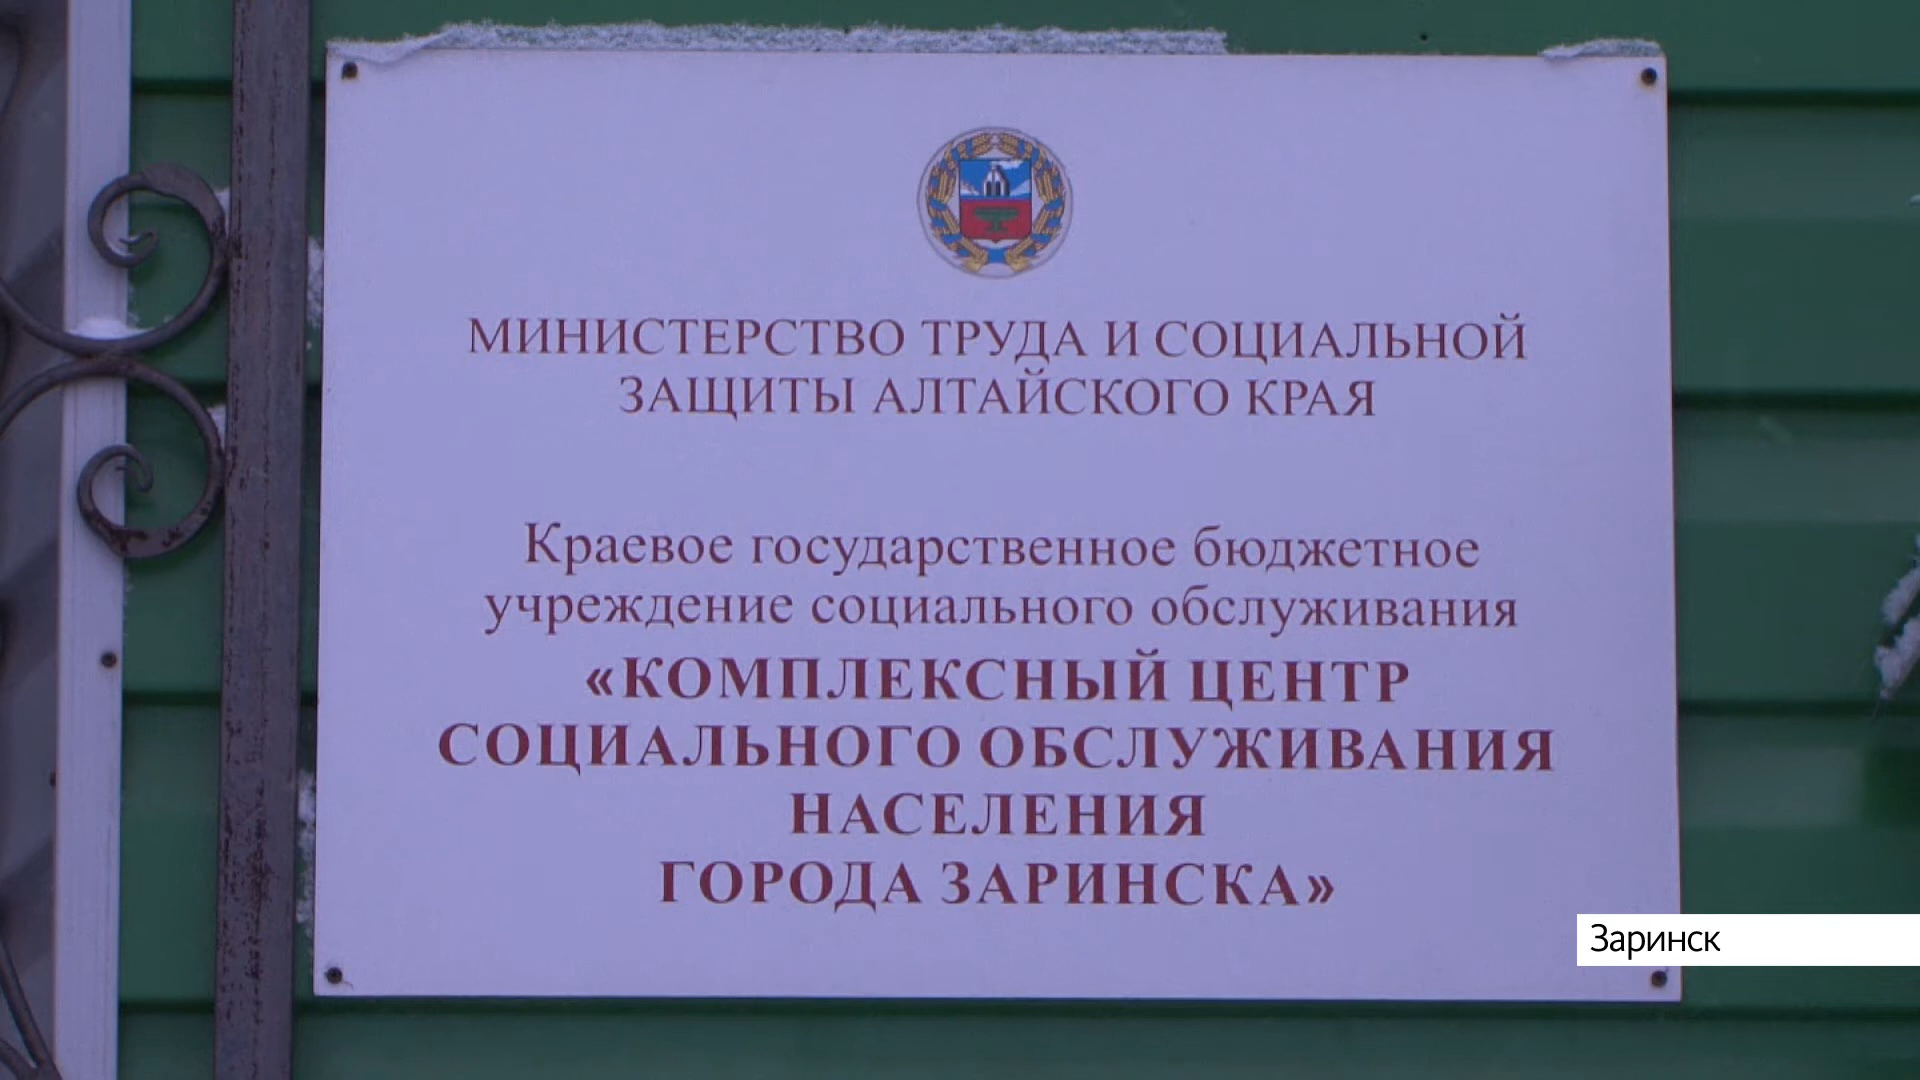 МИНИСТЕРСТВО ТРУДА И СОЦИАЛЬНОЙ
ЗАЩИТЫ АЛТАЙСКОГО КРАЯ
Краевое государственное бюджетное
учреждение социального обслуживания
«КОМПЛЕКСНЫЙ ЦЕНТР
СОЦИАЛЬНОГО ОБСЛУЖИВАНИЯ
НАСЕЛЕНИЯ
ГОРОДА ЗАРИНСКА»
Заринск